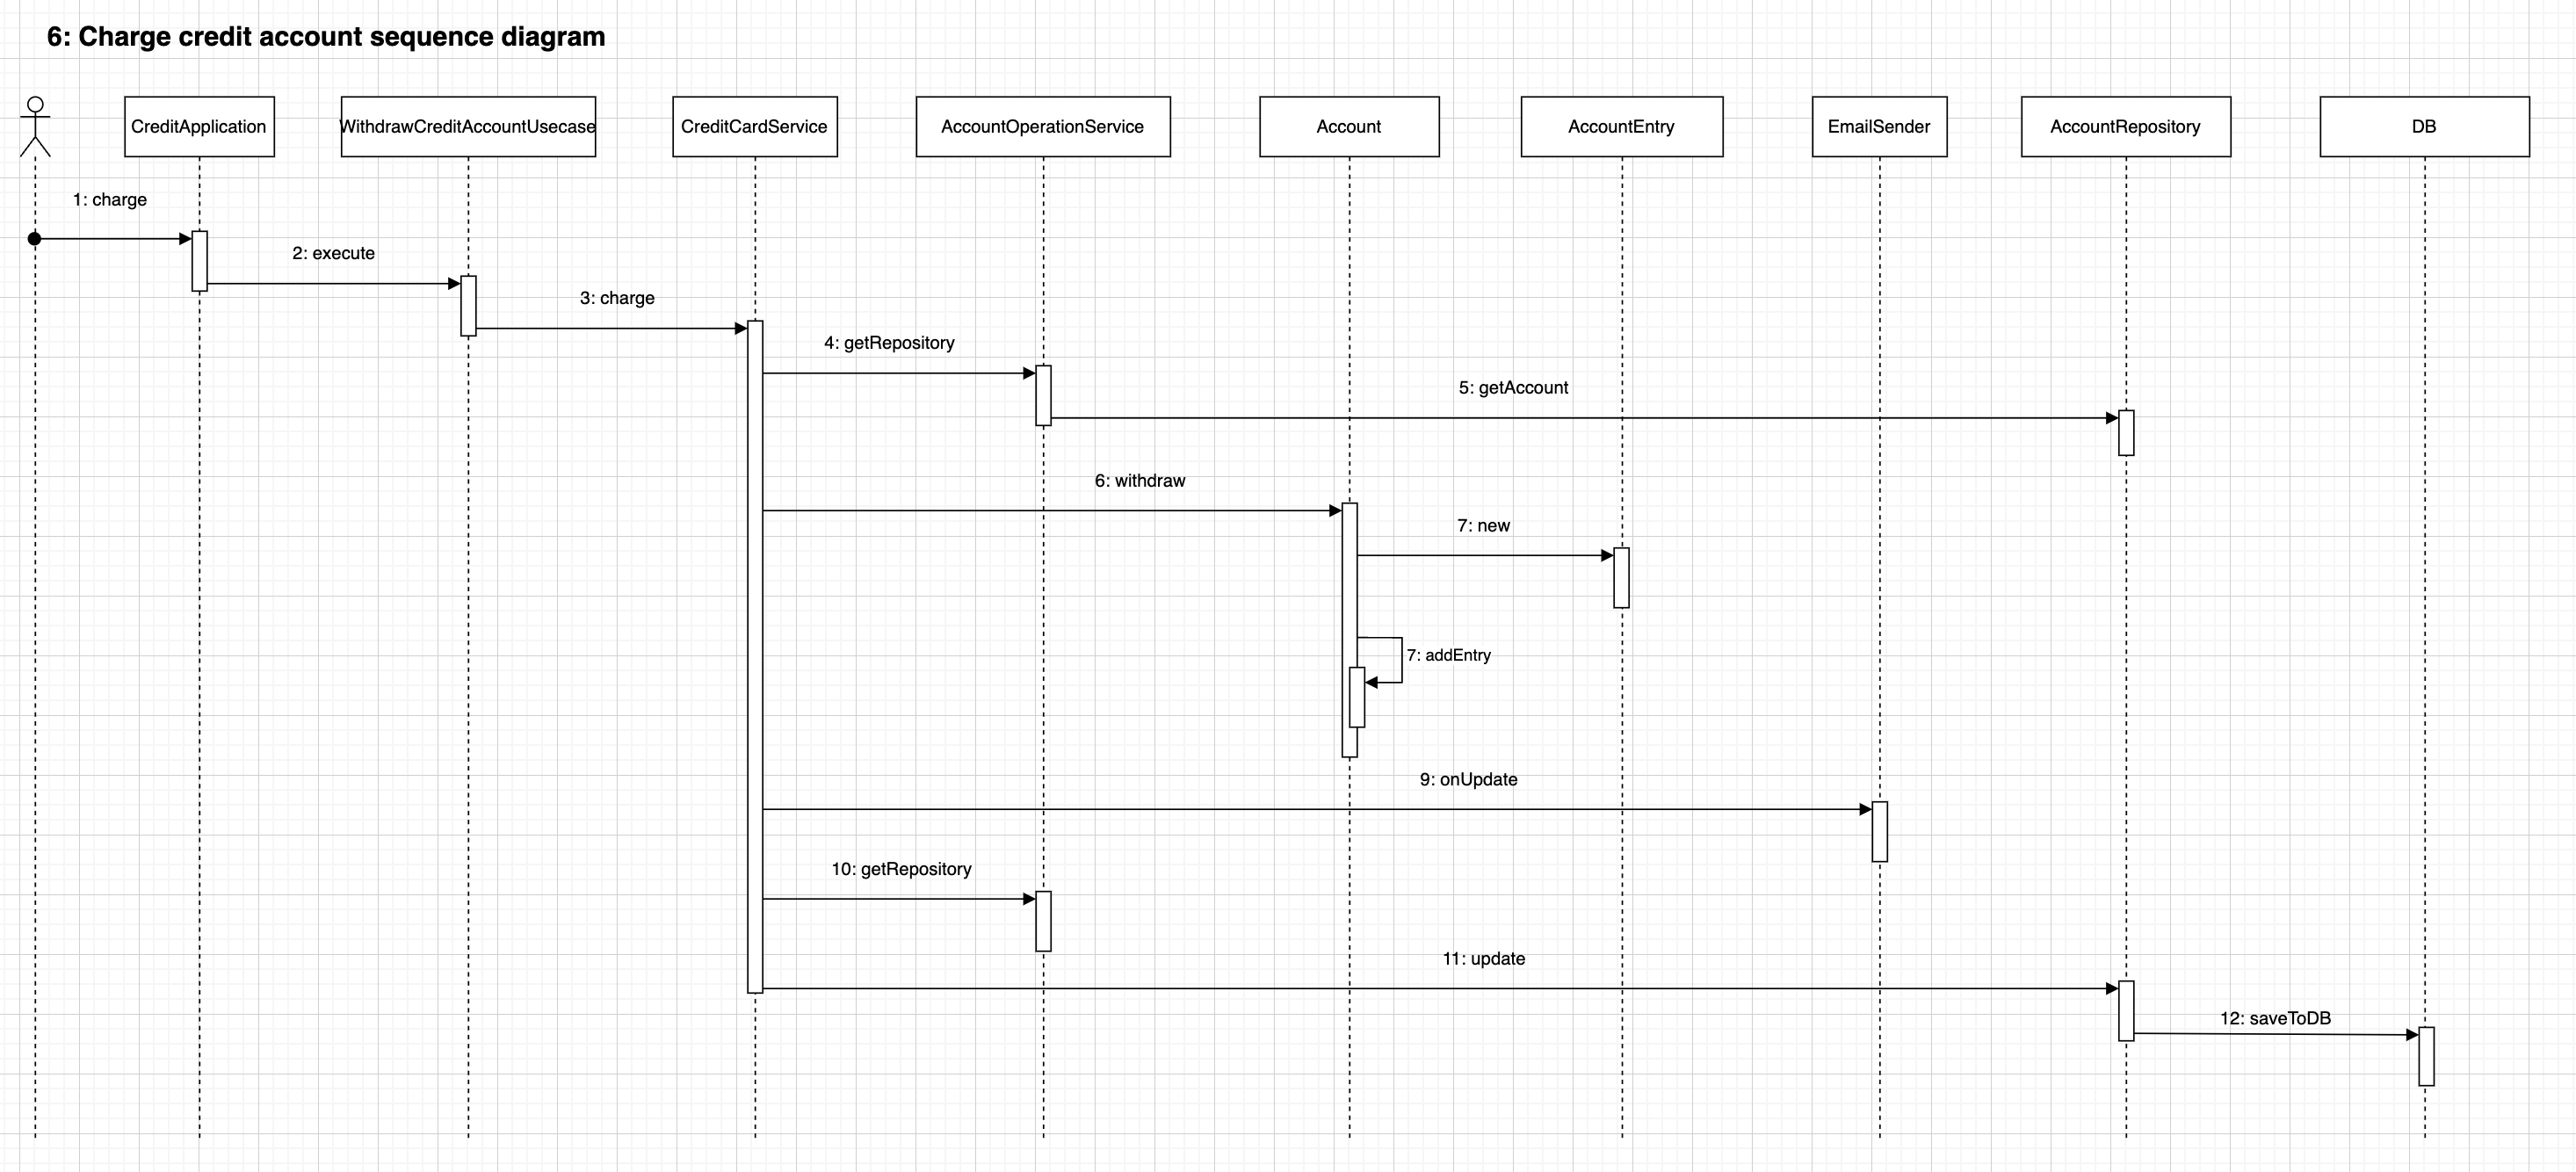 6: Charge credit account sequence diagram
CreditApplication
WithdrawCreditAccountUsecase
CreditCardService
AccountOperationService
Account
AccountEntry
EmailSender
AccountRepository
DB
1: charge
2: execute
3: charge
4: getRepository
5: getAccount
6: withdraw
7: new
7: addEntry
9: onUpdate
10: getRepository
11: update
12: saveToDB